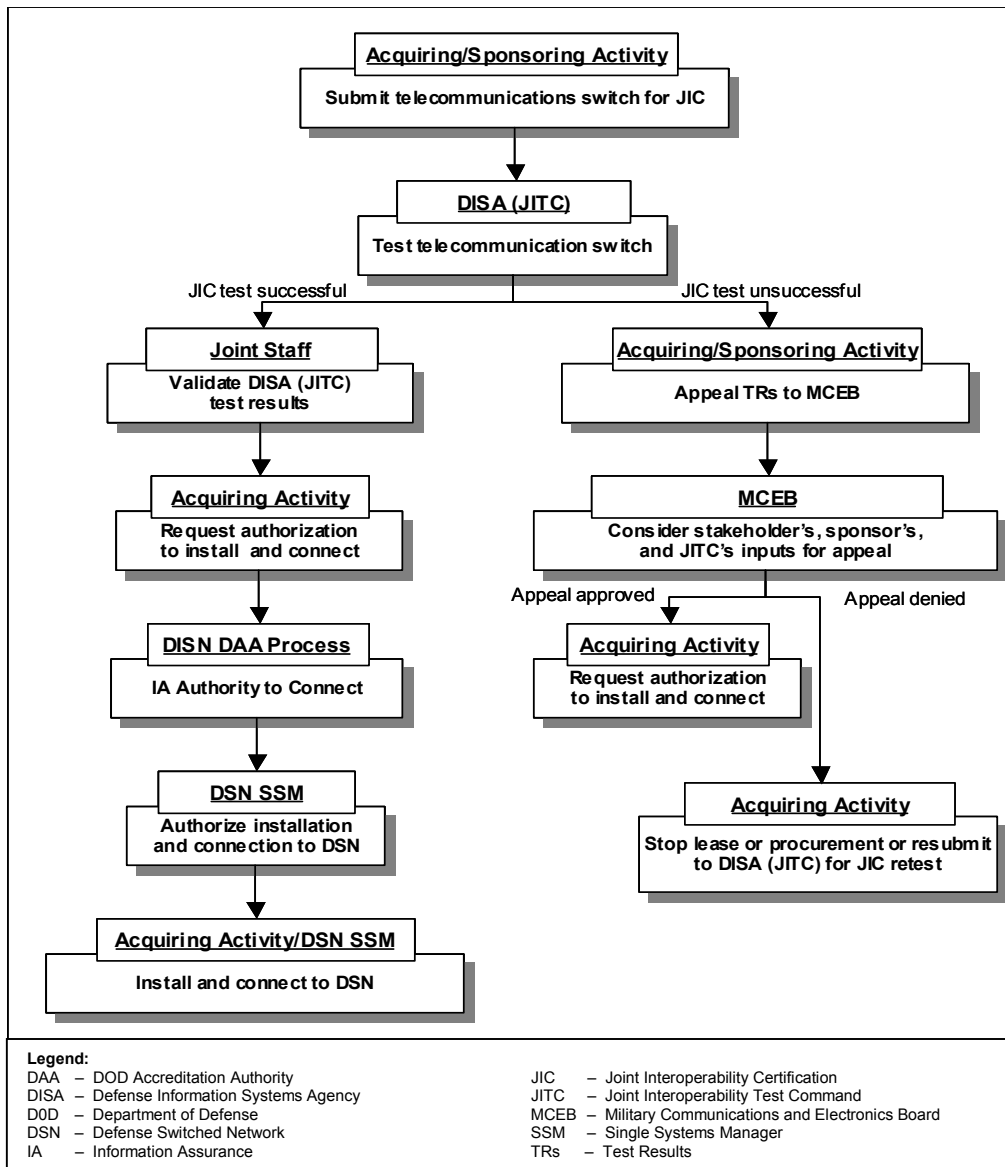 Acquiring/Sponsoring Activity
Submit telecommunications switch for JIC
DISA (JITC)
Test telecommunication switch
JIC test successful
JIC test unsuccessful
Joint Staff
Validate DISA (JITC)
test results
Acquiring/Sponsoring Activity
Appeal TRs to MCEB
Acquiring Activity
Request authorization
to install and connect
MCEB
Consider stakeholder's, sponsor's,
and JITC's inputs for appeal
Appeal approved
Appeal denied
DISN DAA Process
IA Authority to Connect
Acquiring Activity
Request authorization
to install and connect
DSN SSM
Authorize installation
and connection to DSN
Acquiring Activity
Stop lease or procurement or resubmit
to DISA (JITC) for JIC retest
Acquiring Activity/DSN SSM
Install and connect to DSN
Legend:
DAA – DOD Accreditation Authority
DISA – Defense Information Systems Agency
D0D – Department of Defense
DSN – Defense Switched Network
IA – Information Assurance
JIC – Joint Interoperability Certification
JITC – Joint Interoperability Test Command
MCEB – Military Communications and Electronics Board
SSM – Single Systems Manager
TRs – Test Results